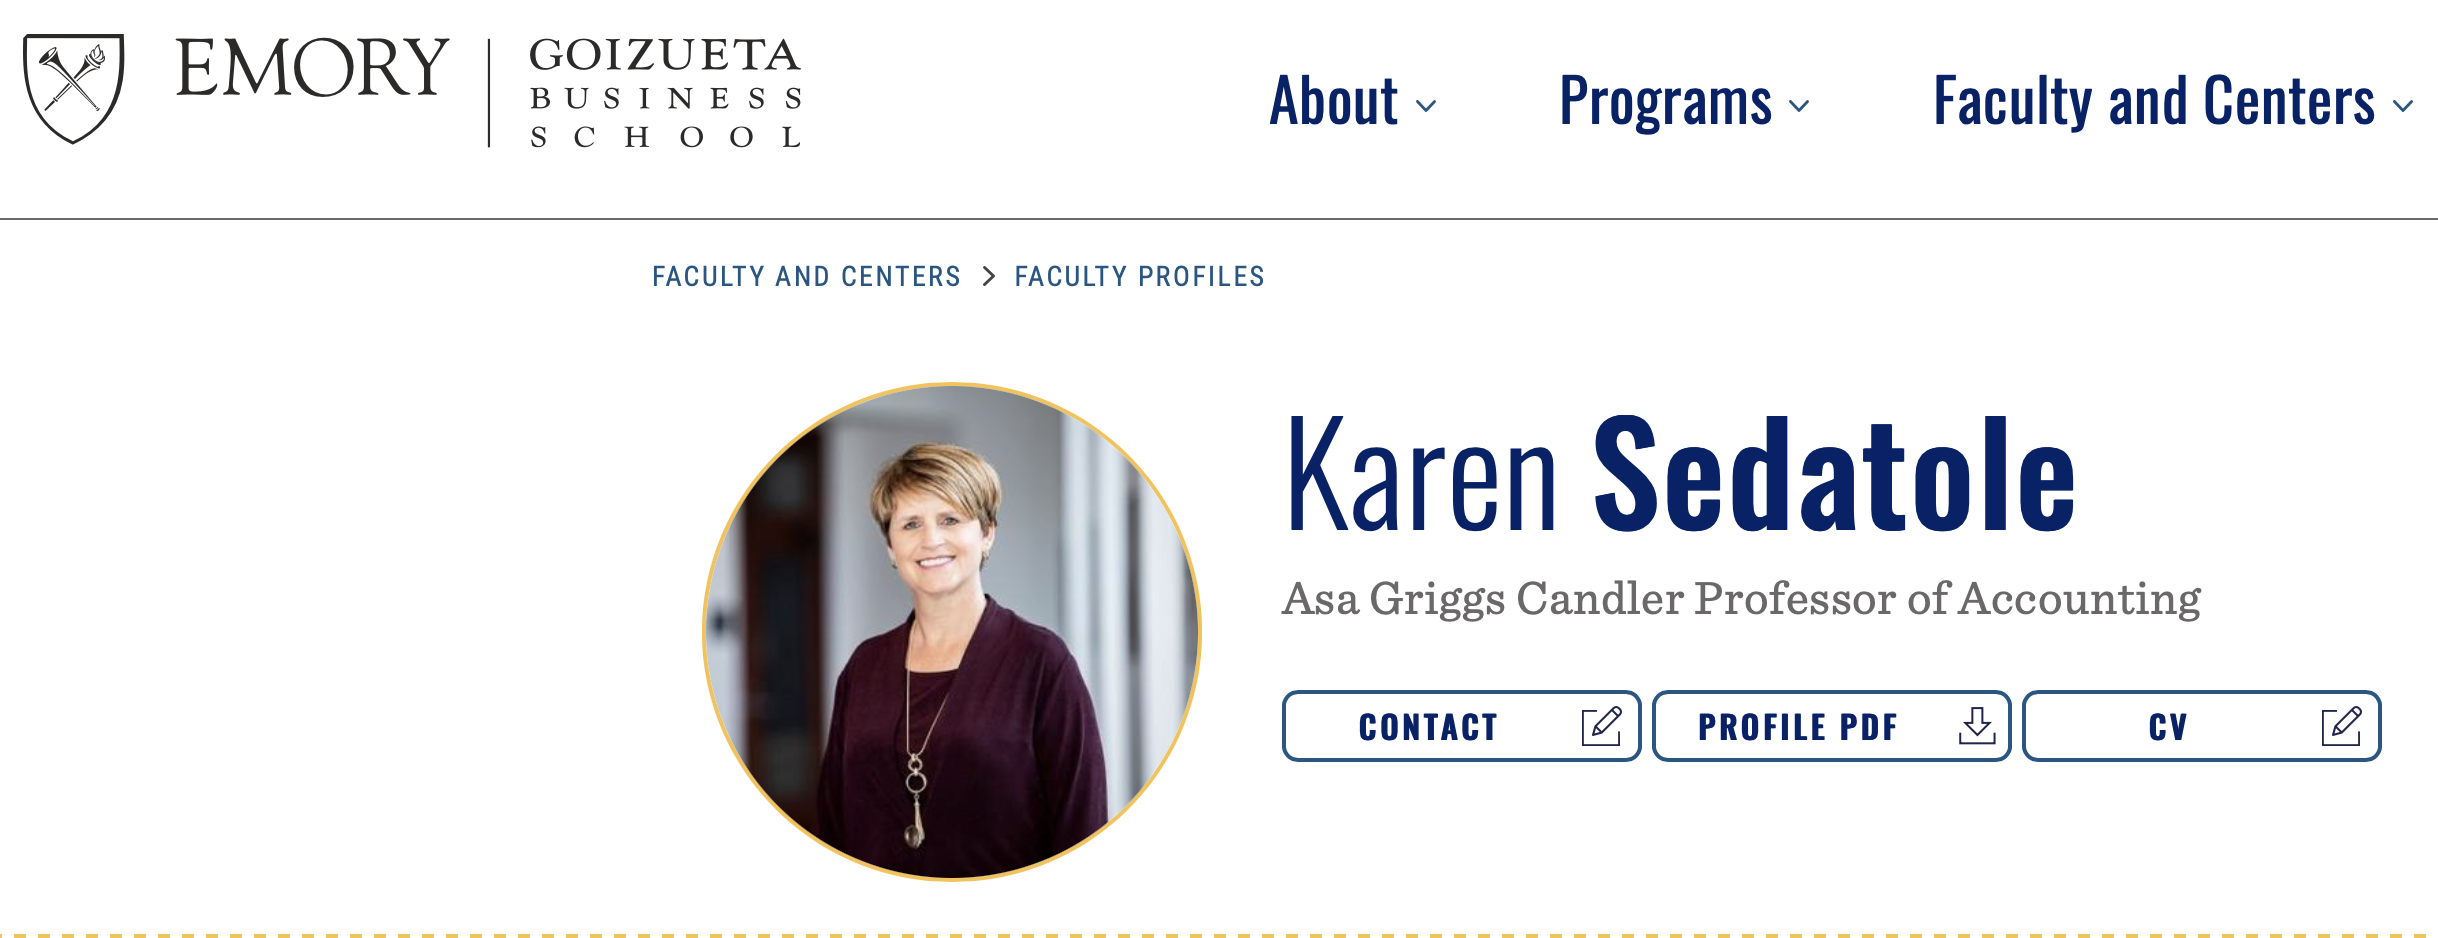 EMORY
GOIZUETA
BUSINESS
SCHOOL
About
Programs
Faculty and Centers
FACULTY AND CENTERS > FACULTY PROFILES
Karen Sedatole
Asa Griggs Candler Professor of Accounting
CONTACT
PROFILE PDF
CV